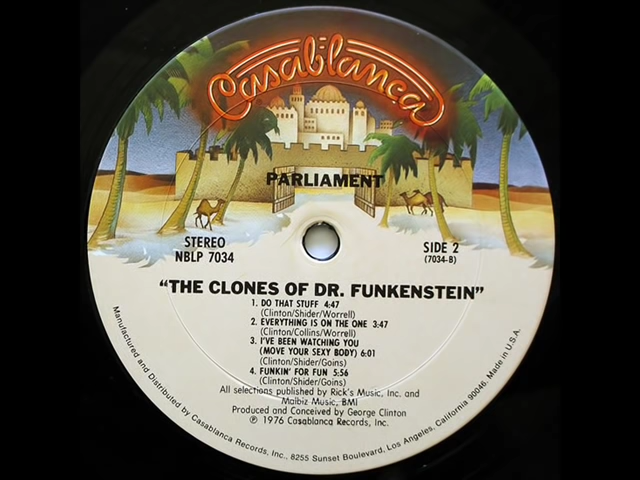 Casablanca
PARLIAMENT
STEREO
NBLP 7034
SIDE 2
(7034-B)
"THE CLONES OF DR. FUNKENSTEIN"
1. DO THAT STUFF 4:47
(Clinton/Shider/Worrell)
2. EVERYTHING IS ON THE ONE 3:47
(Clinton/Collins/Worrell)
3. I'VE BEEN WATCHING YOU
(MOVE YOUR SEXY BODY) 6:01
(Clinton/Shider/Goins)
4. FUNKIN' FOR FUN 5:56
(Clinton/Shider/Goins)
All selections published by Rick's Music, Inc. and
Malbiz Music, BMI
Produced and Conceived by George Clinton
Ⓟ 1976 Casablanca Records, Inc.
Manufactured and Distributed by Casablanca Records, Inc., 8255 Sunset Boulevard, Los Angeles, California 90046. Made in U.S.A.